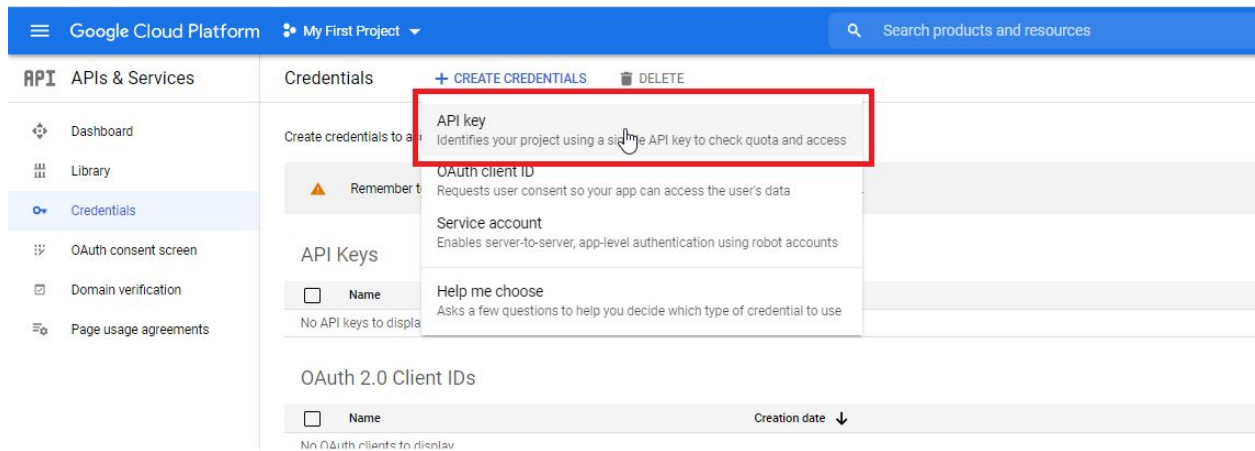 Google Cloud Platform My First Project Search products and resources
API APIs & Services Credentials + CREATE CREDENTIALS DELETE
Dashboard
Library
Credentials
OAuth consent screen
Domain verification
Page usage agreements
Create credentials to
Remember
API key
Identifies your project using a API key to check quota and access
OAuth client ID
Requests user consent so your app can access the user's data
Service account
Enables server-to-server, app-level authentication using robot accounts
Help me choose
Asks a few questions to help you decide which type of credential to use
API Keys
Name
No API keys to
OAuth 2.0 Client IDs
Name Creation date
No OAuth clients to display